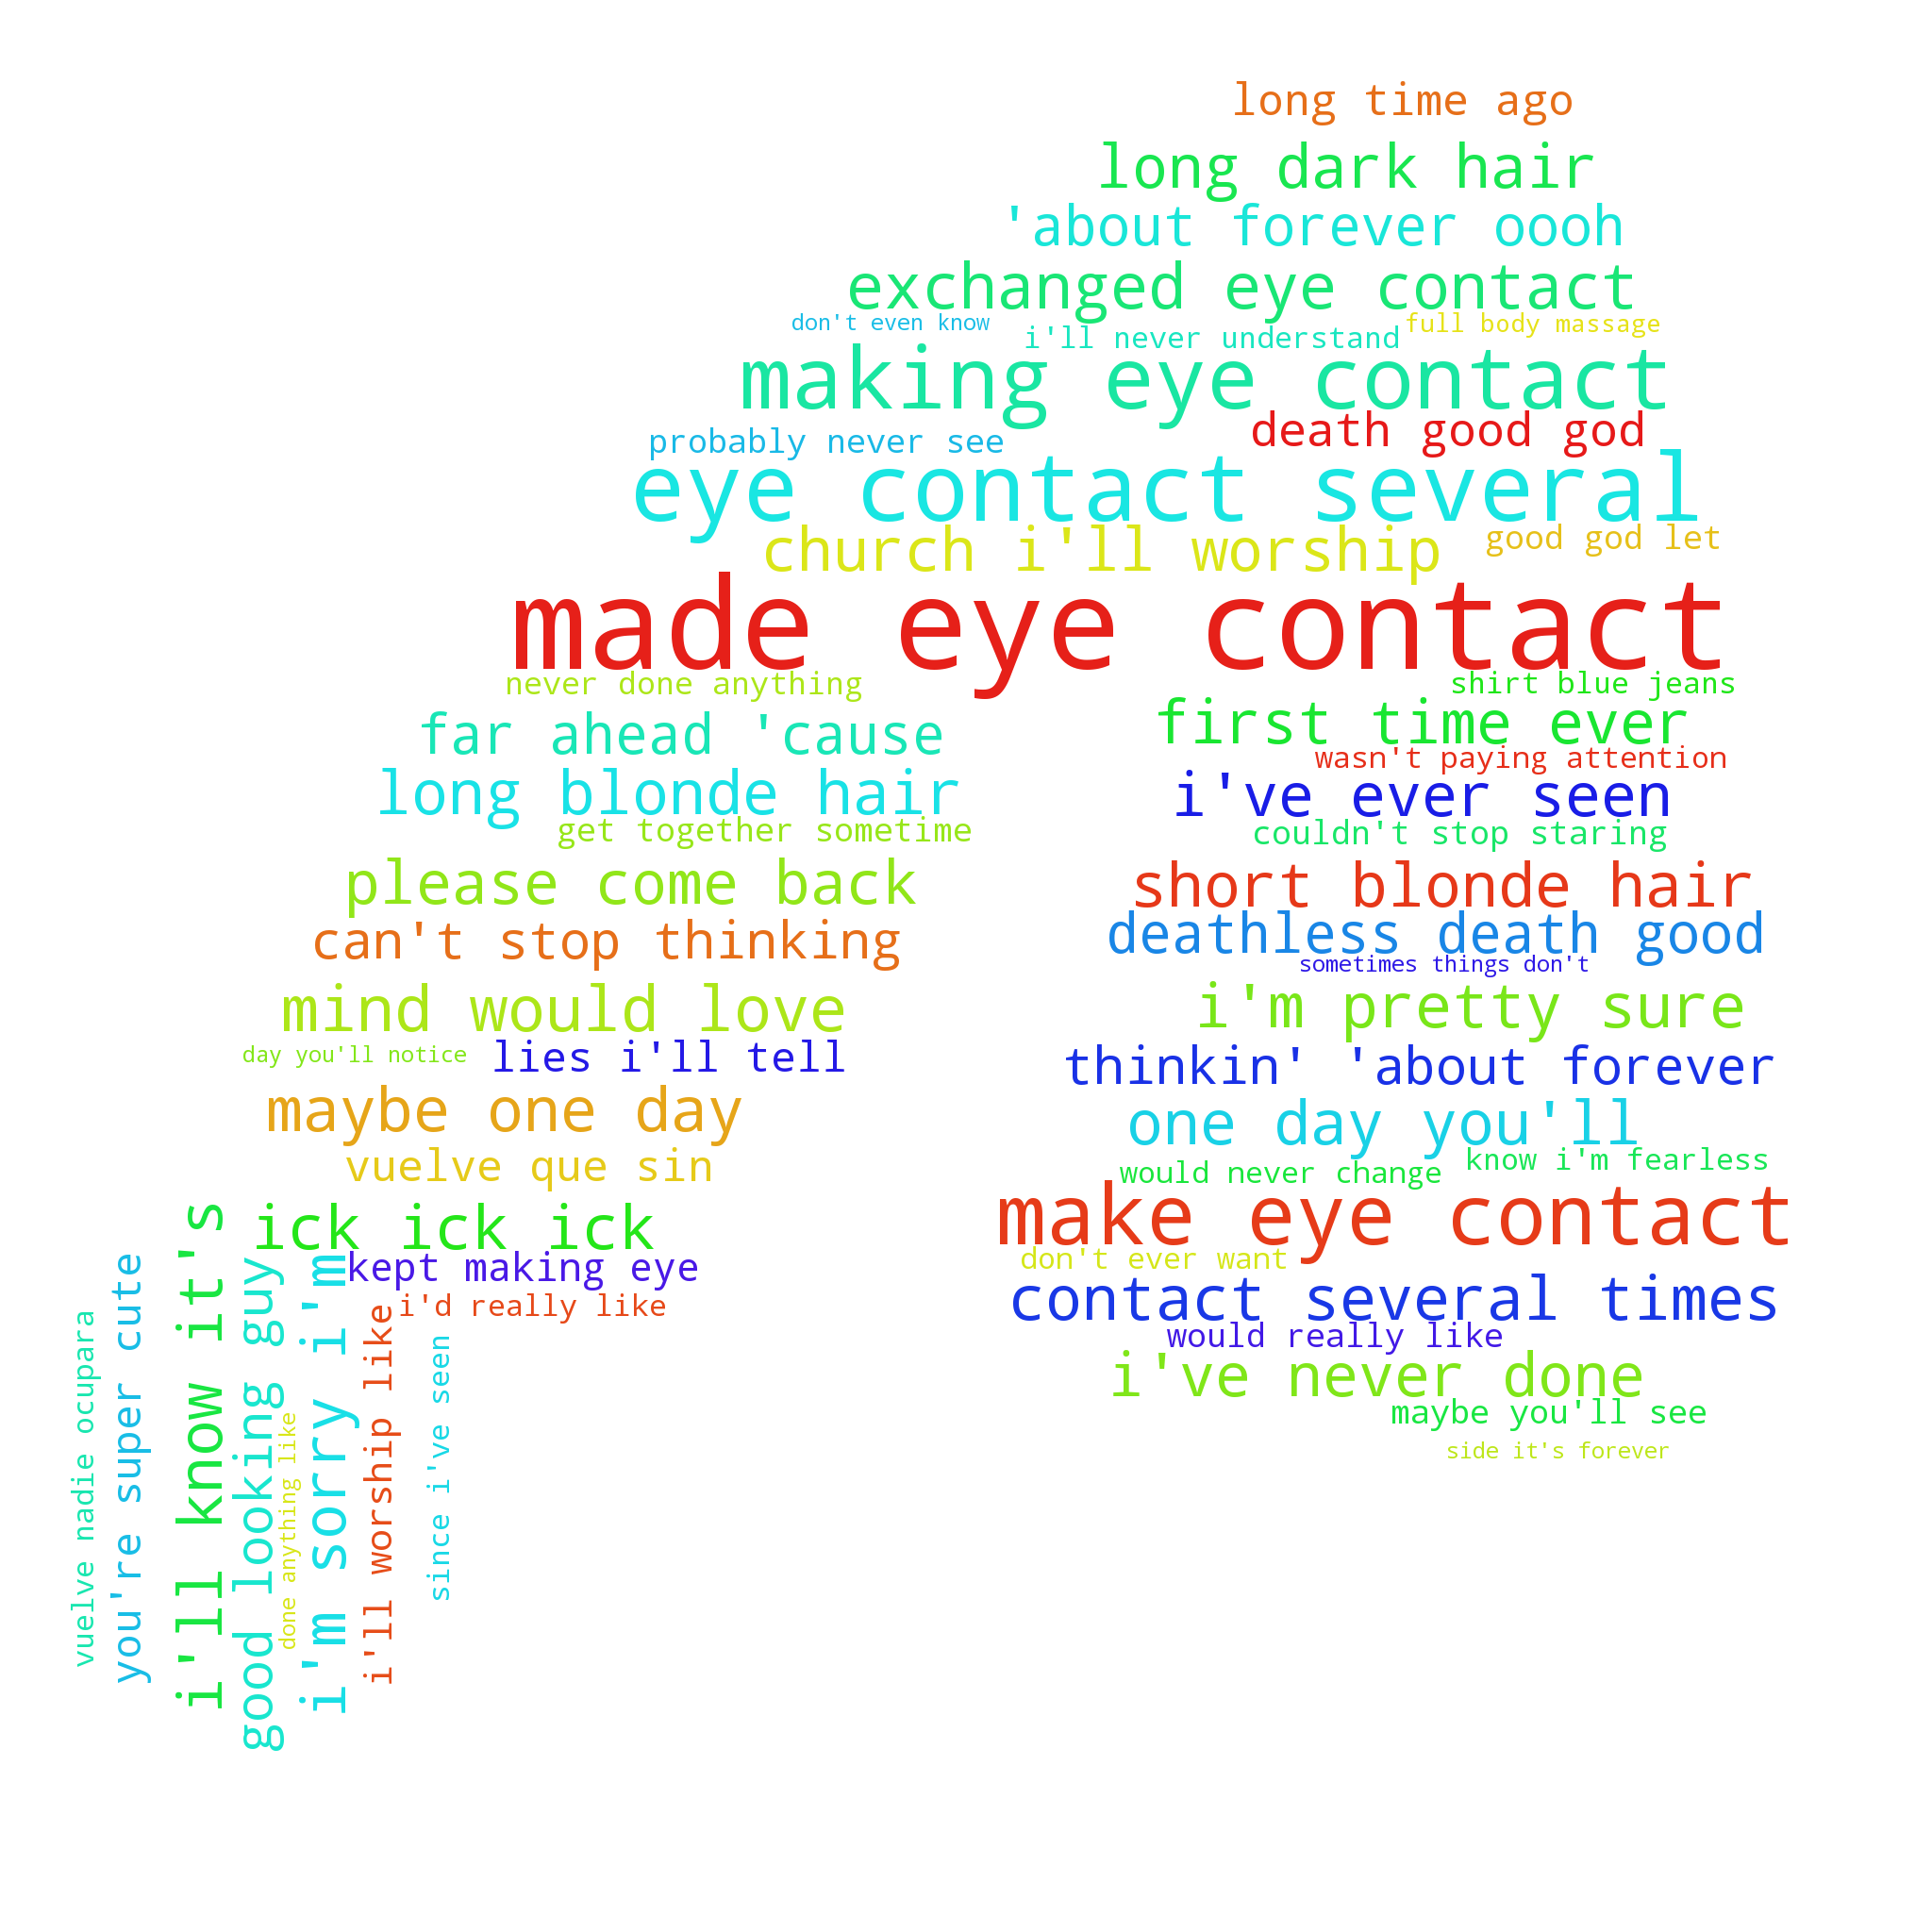 long time ago
long dark hair
'about forever oooh
exchanged eye contact
don't even know
i'll never understand
full body massage
making eye contact
probably never see
death good god
eye contact several
church i'll worship
good god let
made eye contact
never done anything
shirt blue jeans
far ahead 'cause
first time ever
wasn't paying attention
long blonde hair
i've ever seen
get together sometime
couldn't stop staring
please come back
short blonde hair
can't stop thinking
deathless death good
sometimes things don't
mind would love
i'm pretty sure
day you'll notice
lies i'll tell
thinkin' 'about forever
maybe one day
one day you'll
vuelve que sin
would never change
know i'm fearless
ick ick ick
make eye contact
kept making eye
don't ever want
i'd really like
contact several times
would really like
i've never done
maybe you'll see
side it's forever
vuelve nadie ocupara
you're super cute
i'll know it's
good looking guy
done anything like
i'm sorry i'm
i'll worship like
since i've seen